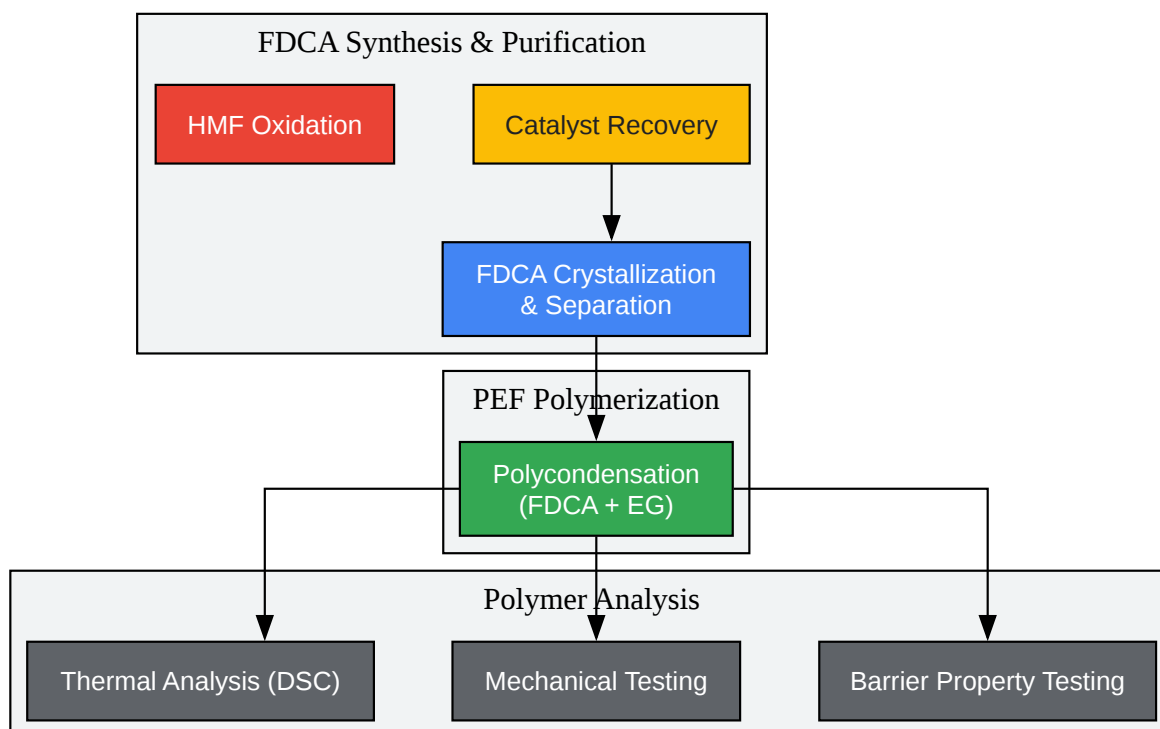 FDCA Synthesis & Purification
HMF Oxidation
Catalyst Recovery
FDCA Crystallization
& Separation
PEF Polymerization
Polycondensation
(FDCA + EG)
Polymer Analysis
Thermal Analysis (DSC)
Mechanical Testing
Barrier Property Testing